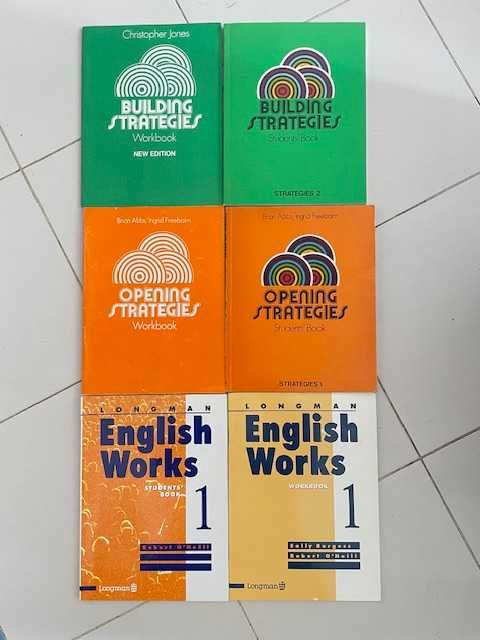 Christopher Jones
BUILDING
STRATEGIES
Workbook
NEW EDITION
BUILDING
STRATEGIES
Students' Book
STRATEGIES 2
Brian Abbs/Ingrid Freebairn
OPENING
STRATEGIES
Workbook
Brian Abbs/Ingrid Freebairn
OPENING
STRATEGIES
Students' Book
STRATEGIES 1
LONGMAN
English
Works
STUDENTS'
BOOK
1
Robert O'Neill
Longman
LONGMAN
English
Works
WORKBOOK
1
Sally Burgess
Robert O'Neill
Longman